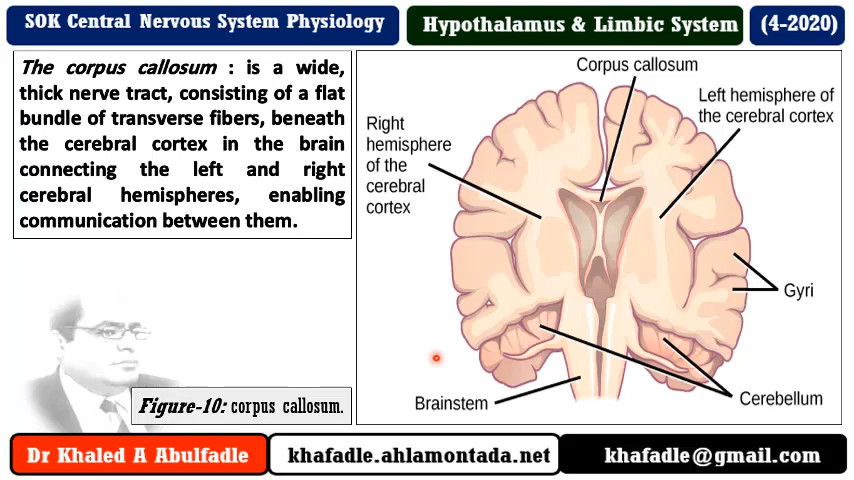 SOK Central Nervous System Physiology
Hypothalamus & Limbic System
(4-2020)
The corpus callosum : is a wide,
thick nerve tract, consisting of a flat
bundle of transverse fibers, beneath
the cerebral cortex in the brain
connecting the left and right
cerebral hemispheres, enabling
communication between them.
Corpus callosum
Left hemisphere of
the cerebral cortex
Right
hemisphere
of the
cerebral
cortex
Gyri
Cerebellum
Brainstem
Figure-10: corpus callosum.
Dr Khaled A Abulfadle
khafadle.ahlamontada.net
khafadle@gmail.com